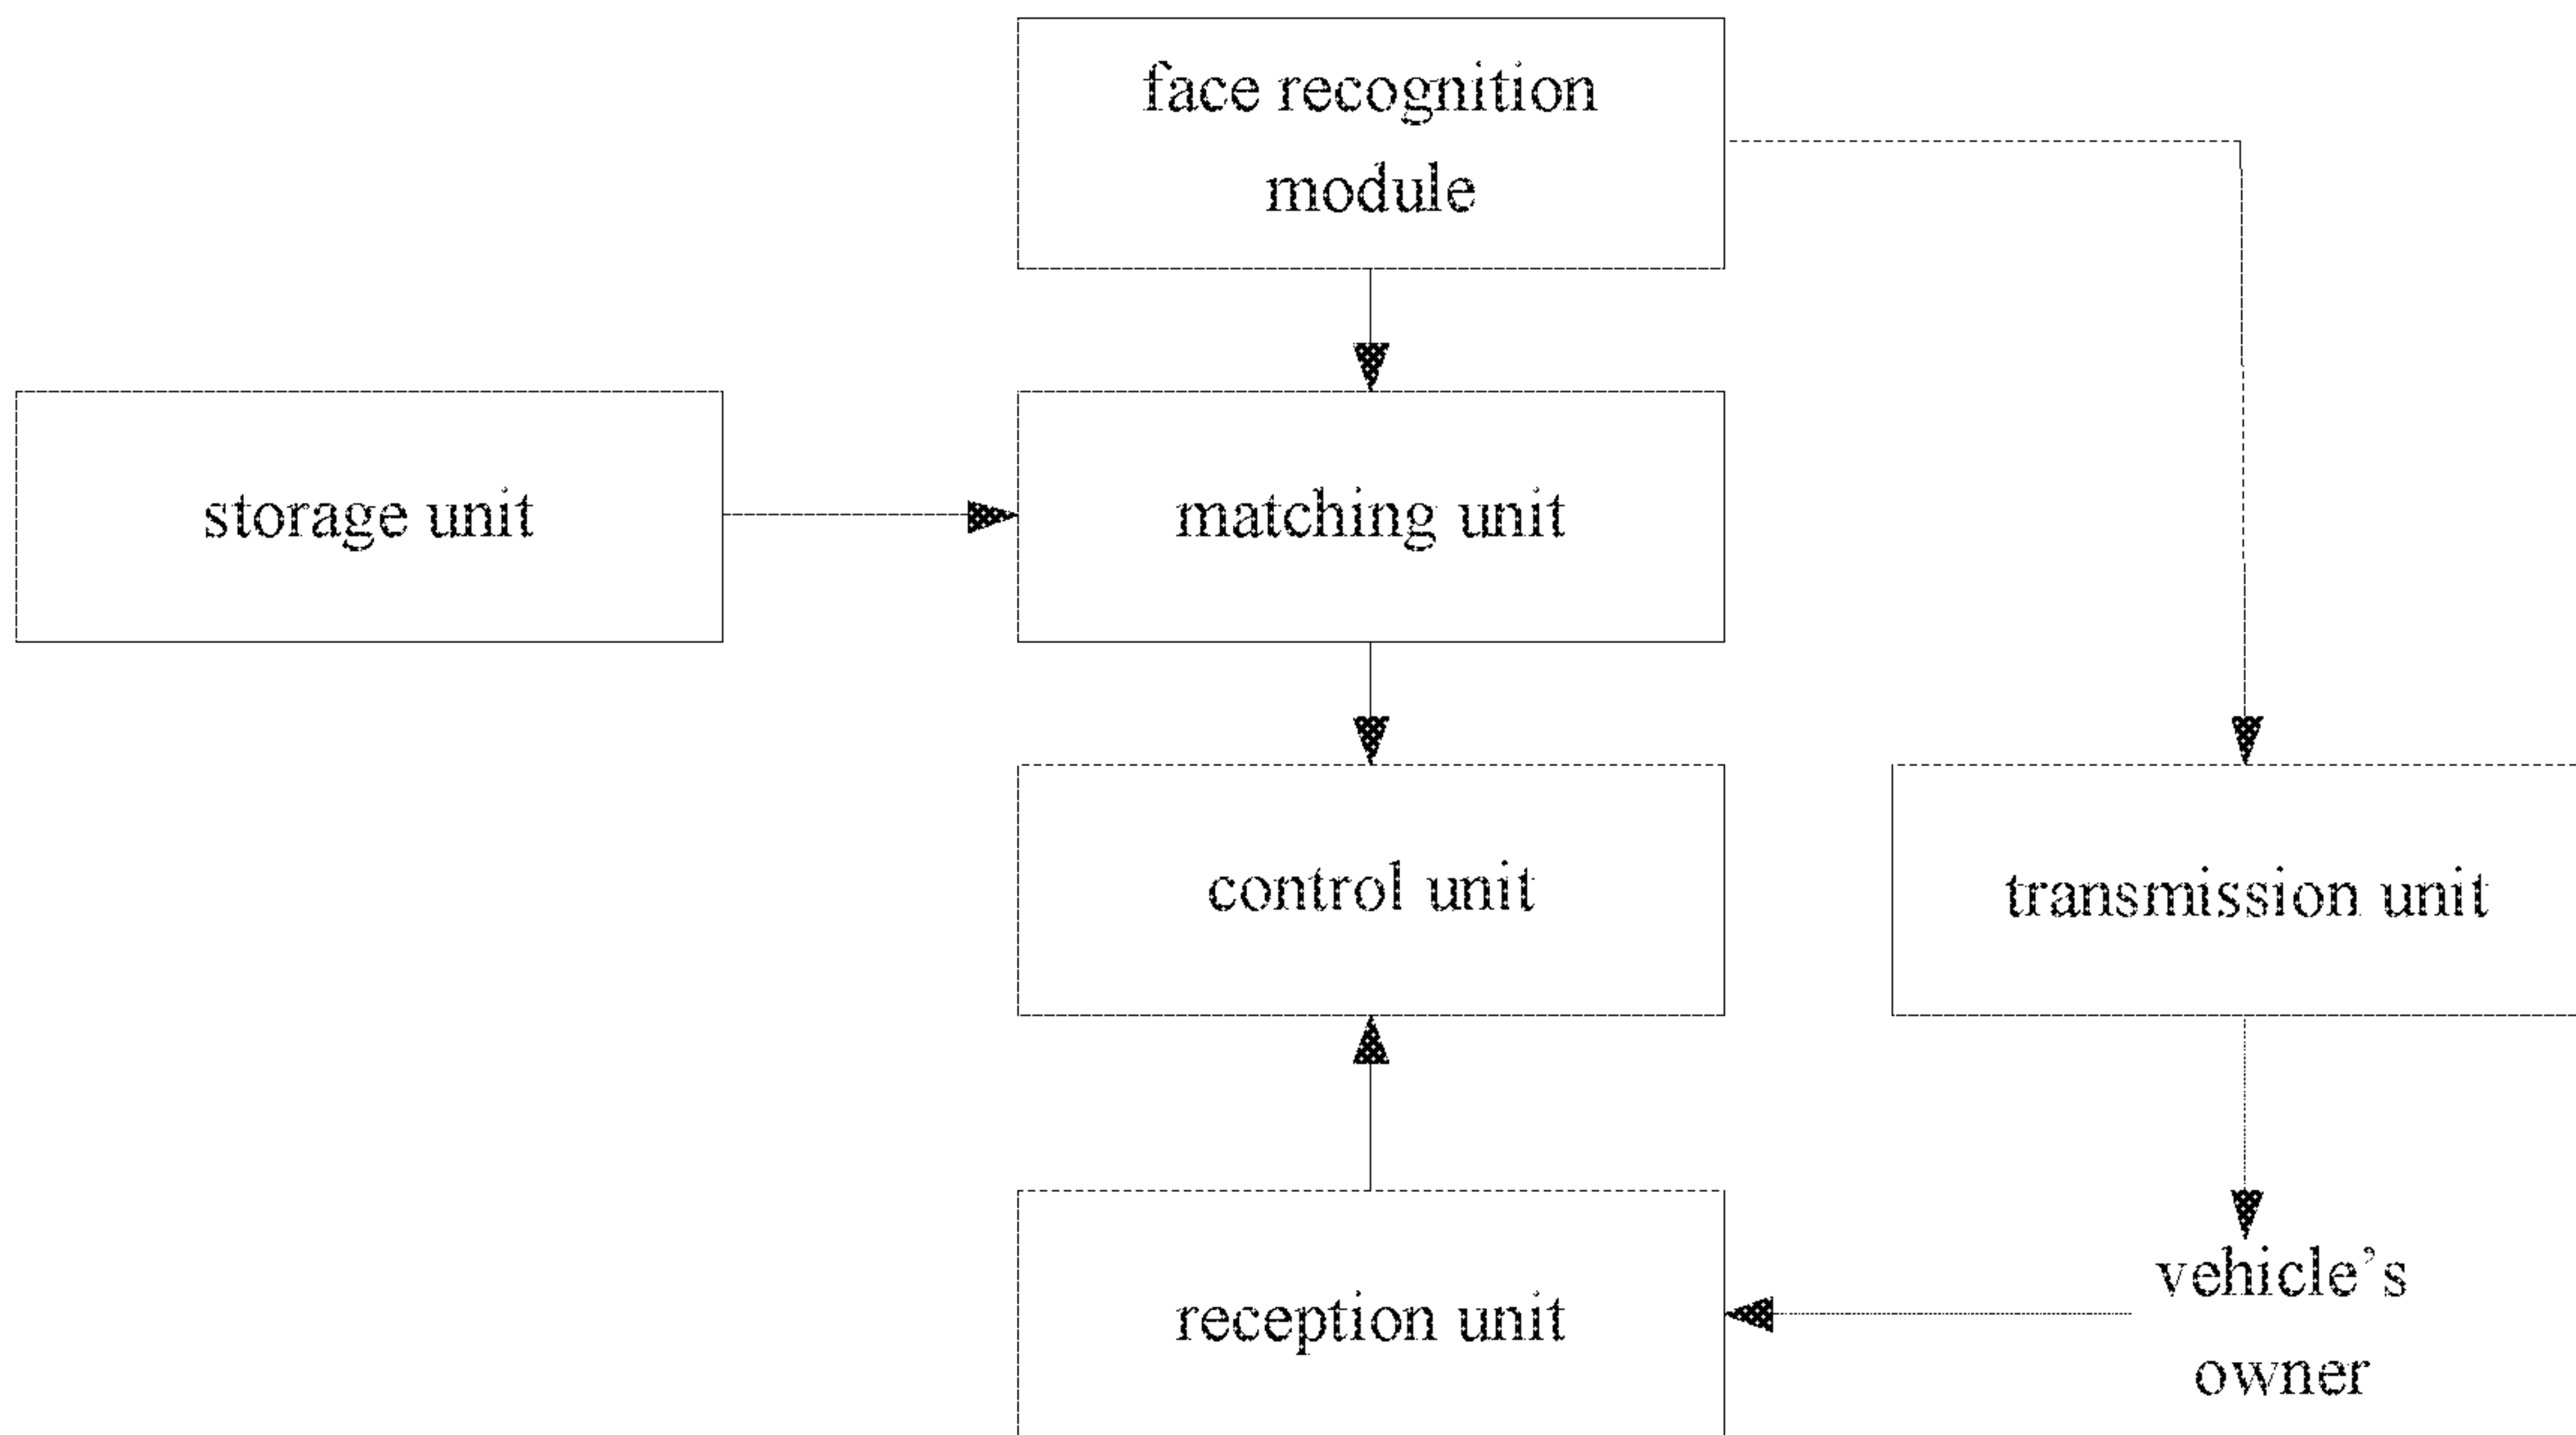 face recognition
module
storage unit
matching unit
control unit
transmission unit
reception unit
vehicle’s
owner